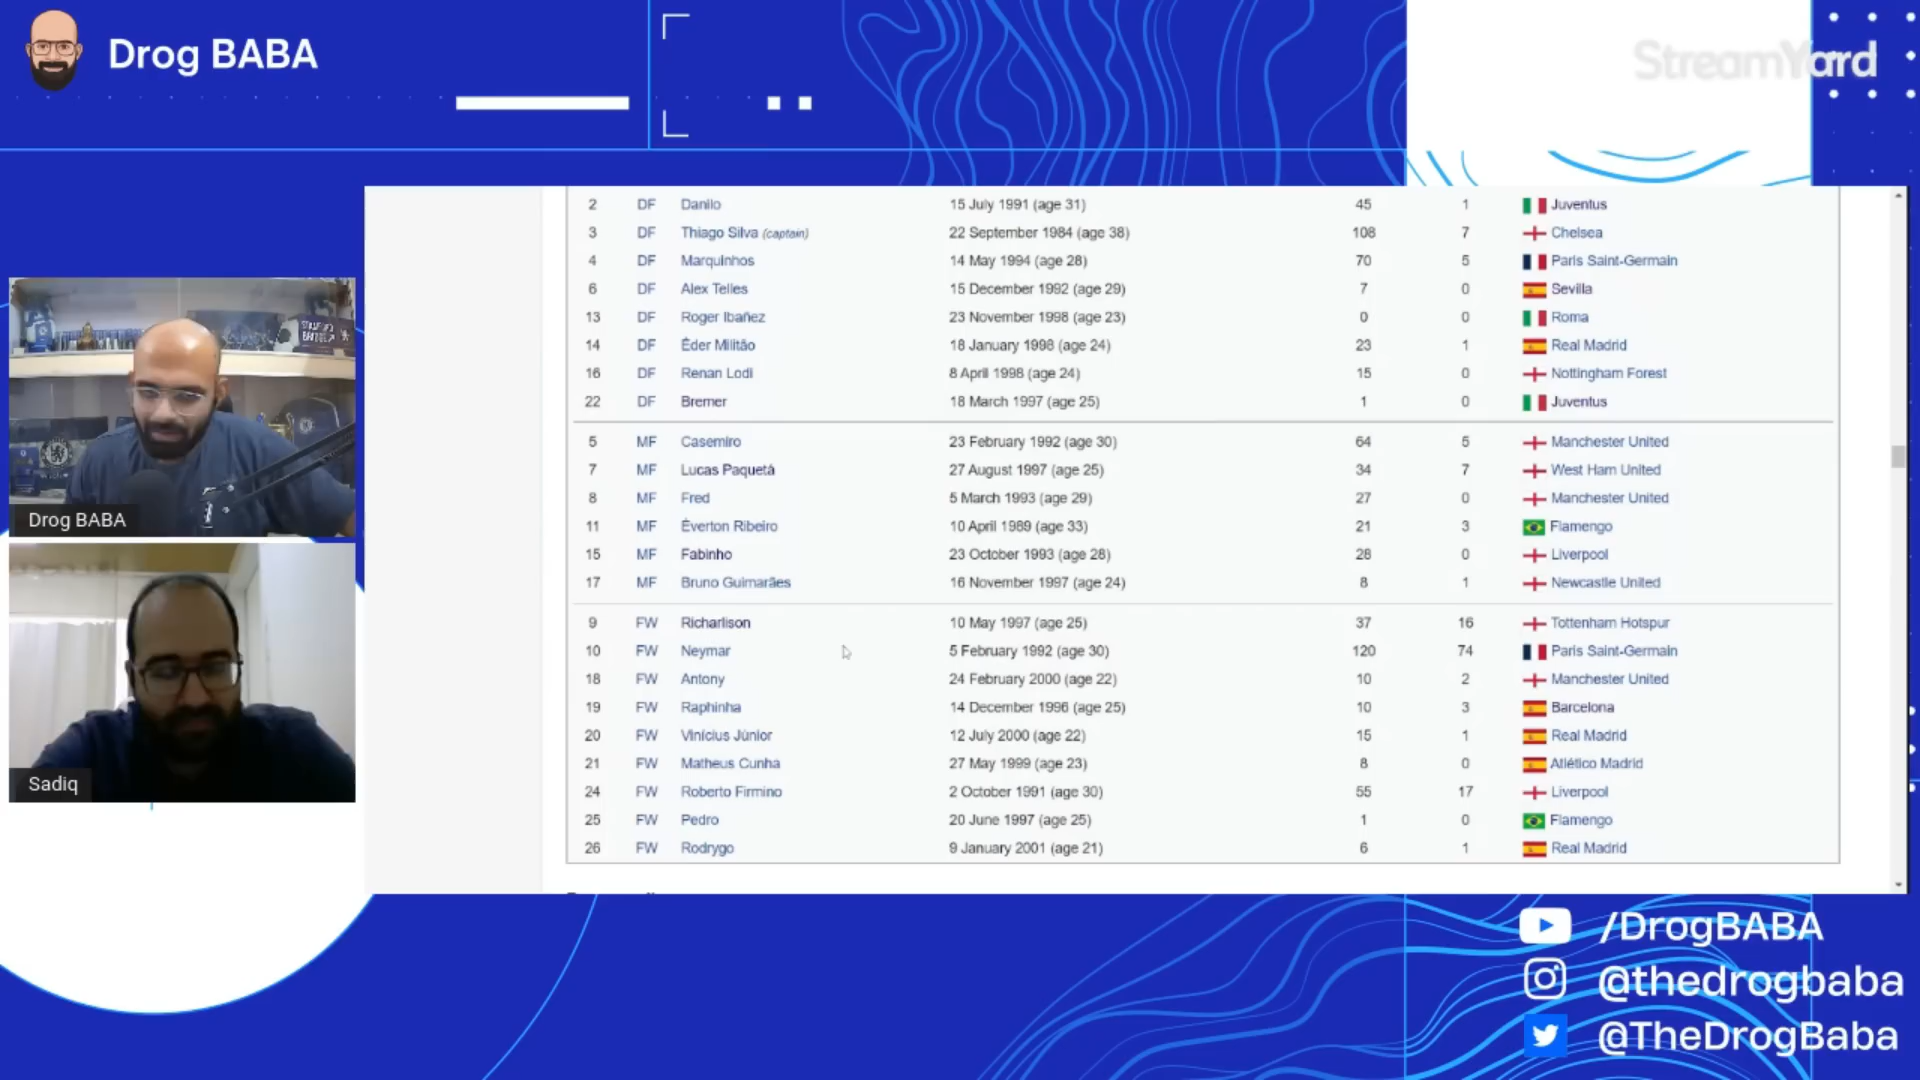 Drog BABA
StreamYard
2 DF Danilo 15 July 1991 (age 31) 45 1 Juventus
3 DF Thiago Silva (captain) 22 September 1984 (age 38) 108 7 Chelsea
4 DF Marquinhos 14 May 1994 (age 28) 70 5 Paris Saint-Germain
6 DF Alex Telles 15 December 1992 (age 29) 7 0 Sevilla
13 DF Roger Ibañez 23 November 1998 (age 23) 0 0 Roma
14 DF Éder Militão 18 January 1998 (age 24) 23 1 Real Madrid
16 DF Renan Lodi 8 April 1998 (age 24) 15 0 Nottingham Forest
22 DF Bremer 18 March 1997 (age 25) 1 0 Juventus
5 MF Casemiro 23 February 1992 (age 30) 64 5 Manchester United
7 MF Lucas Paquetá 27 August 1997 (age 25) 34 7 West Ham United
8 MF Fred 5 March 1993 (age 29) 27 0 Manchester United
11 MF Éverton Ribeiro 10 April 1989 (age 33) 21 3 Flamengo
15 MF Fabinho 23 October 1993 (age 28) 28 0 Liverpool
17 MF Bruno Guimarães 16 November 1997 (age 24) 8 1 Newcastle United
9 FW Richarlison 10 May 1997 (age 25) 37 16 Tottenham Hotspur
10 FW Neymar 5 February 1992 (age 30) 120 74 Paris Saint-Germain
18 FW Antony 24 February 2000 (age 22) 10 2 Manchester United
19 FW Raphinha 14 December 1996 (age 25) 10 3 Barcelona
20 FW Vinícius Júnior 12 July 2000 (age 22) 15 1 Real Madrid
21 FW Matheus Cunha 27 May 1999 (age 23) 8 0 Atlético Madrid
24 FW Roberto Firmino 2 October 1991 (age 30) 55 17 Liverpool
25 FW Pedro 20 June 1997 (age 25) 1 0 Flamengo
26 FW Rodrygo 9 January 2001 (age 21) 6 1 Real Madrid
Drog BABA
Sadiq
/DrogBABA
@thedrogbaba
@TheDrogBaba